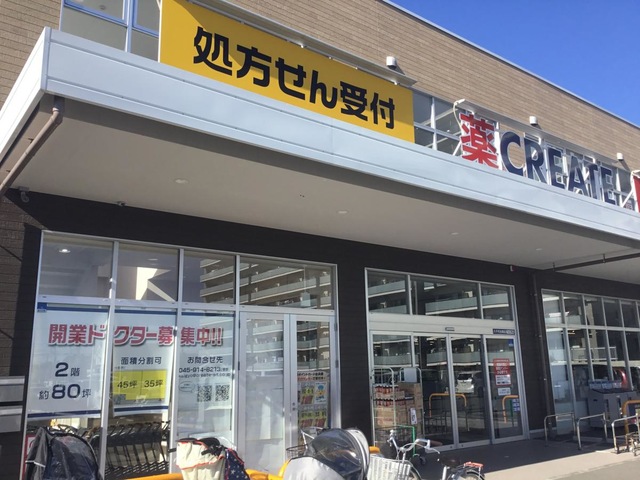 処方せん受付
薬 CREATE
開業ドクター募集中!!
2階
約80坪
面積分割可
45坪 35坪
お問合せ先
045-914-8213